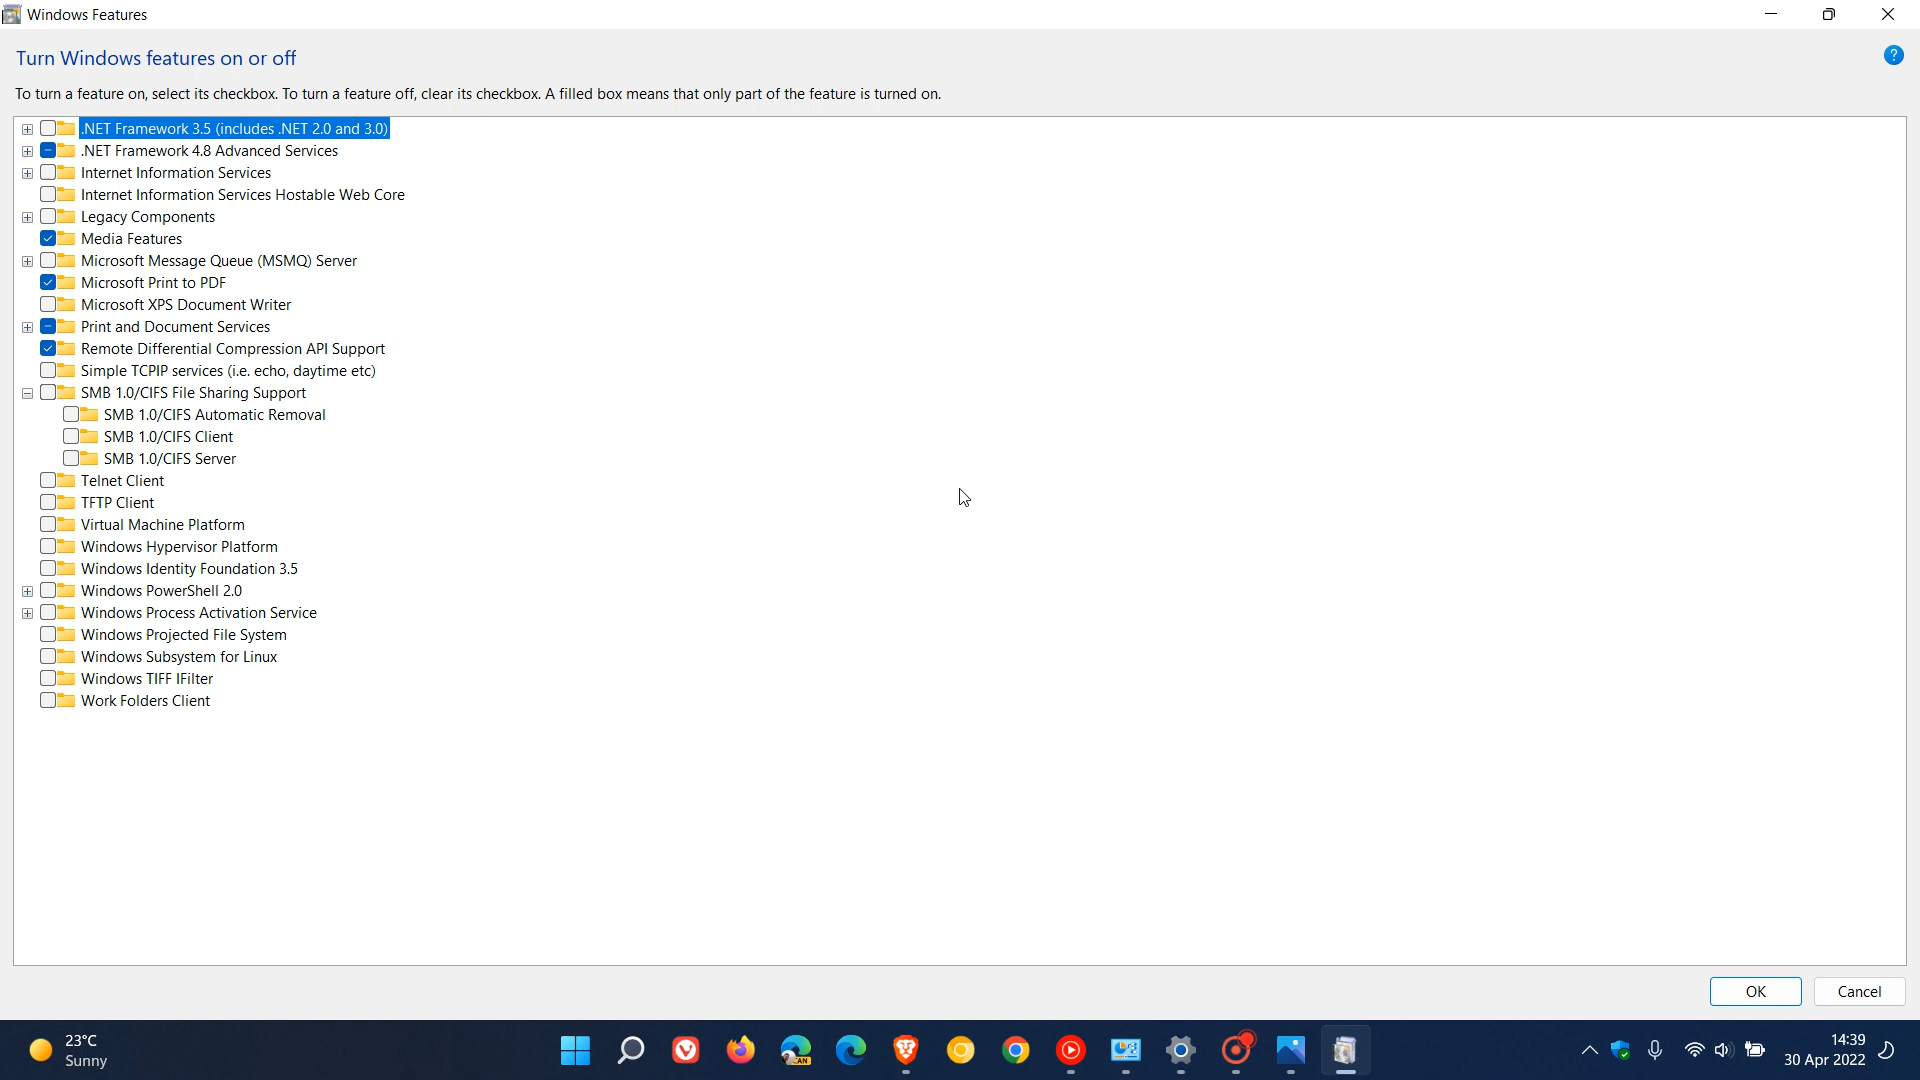 Windows Features
Turn Windows features on or off
To turn a feature on, select its checkbox. To turn a feature off, clear its checkbox. A filled box means that only part of the feature is turned on.
.NET Framework 3.5 (includes .NET 2.0 and 3.0)
.NET Framework 4.8 Advanced Services
Internet Information Services
Internet Information Services Hostable Web Core
Legacy Components
Media Features
Microsoft Message Queue (MSMQ) Server
Microsoft Print to PDF
Microsoft XPS Document Writer
Print and Document Services
Remote Differential Compression API Support
Simple TCPIP services (i.e. echo, daytime etc)
SMB 1.0/CIFS File Sharing Support
SMB 1.0/CIFS Automatic Removal
SMB 1.0/CIFS Client
SMB 1.0/CIFS Server
Telnet Client
TFTP Client
Virtual Machine Platform
Windows Hypervisor Platform
Windows Identity Foundation 3.5
Windows PowerShell 2.0
Windows Process Activation Service
Windows Projected File System
Windows Subsystem for Linux
Windows TIFF IFilter
Work Folders Client
OK Cancel
23°C
Sunny
CAN
14:39
30 Apr 2022